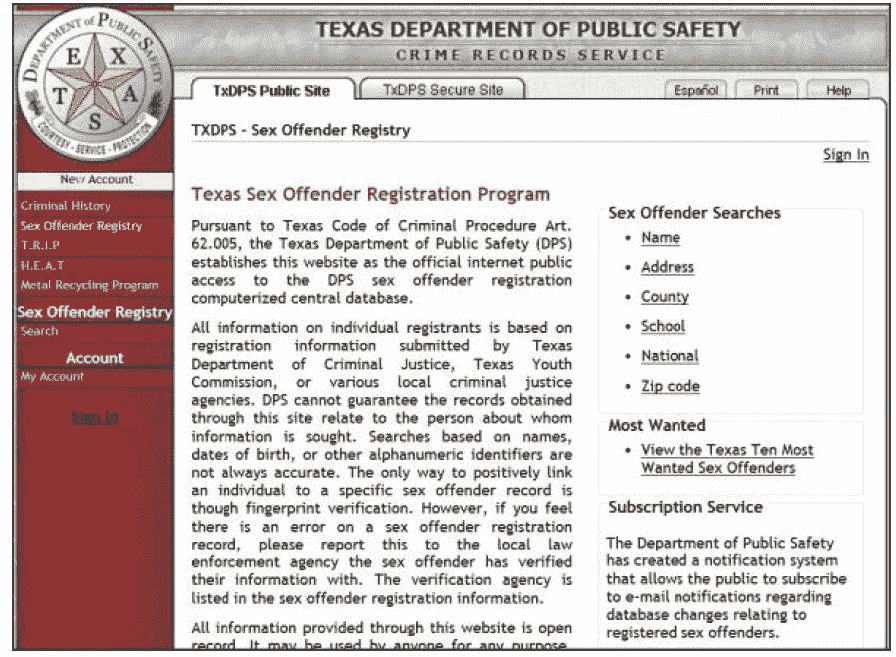 TEXAS DEPARTMENT OF PUBLIC SAFETY
CRIME RECORDS SERVICE
DEPARTMENT OF PUBLIC SAFETY
E X
T A
S
COURTESY - SERVICE - PROTECTION
TxDPS Public Site
TxDPS Secure Site
Español
Print
Help
TXDPS - Sex Offender Registry
Sign In
New Account
Criminal History
Sex Offender Registry
T.R.I.P
H.E.A.T
Metal Recycling Program
Sex Offender Registry
Search
Account
My Account
Sign In
Texas Sex Offender Registration Program
Pursuant to Texas Code of Criminal Procedure Art.
62.005, the Texas Department of Public Safety (DPS)
establishes this website as the official internet public
access to the DPS sex offender registration
computerized central database.
All information on individual registrants is based on
registration information submitted by Texas
Department of Criminal Justice, Texas Youth
Commission, or various local criminal justice
agencies. DPS cannot guarantee the records obtained
through this site relate to the person about whom
information is sought. Searches based on names,
dates of birth, or other alphanumeric identifiers are
not always accurate. The only way to positively link
an individual to a specific sex offender record is
though fingerprint verification. However, if you feel
there is an error on a sex offender registration
record, please report this to the local law
enforcement agency the sex offender has verified
their information with. The verification agency is
listed in the sex offender registration information.
All information provided through this website is open
record. It may be used by anyone for any purpose.
Sex Offender Searches
• Name
• Address
• County
• School
• National
• Zip code
Most Wanted
• View the Texas Ten Most
Wanted Sex Offenders
Subscription Service
The Department of Public Safety
has created a notification system
that allows the public to subscribe
to e-mail notifications regarding
database changes relating to
registered sex offenders.